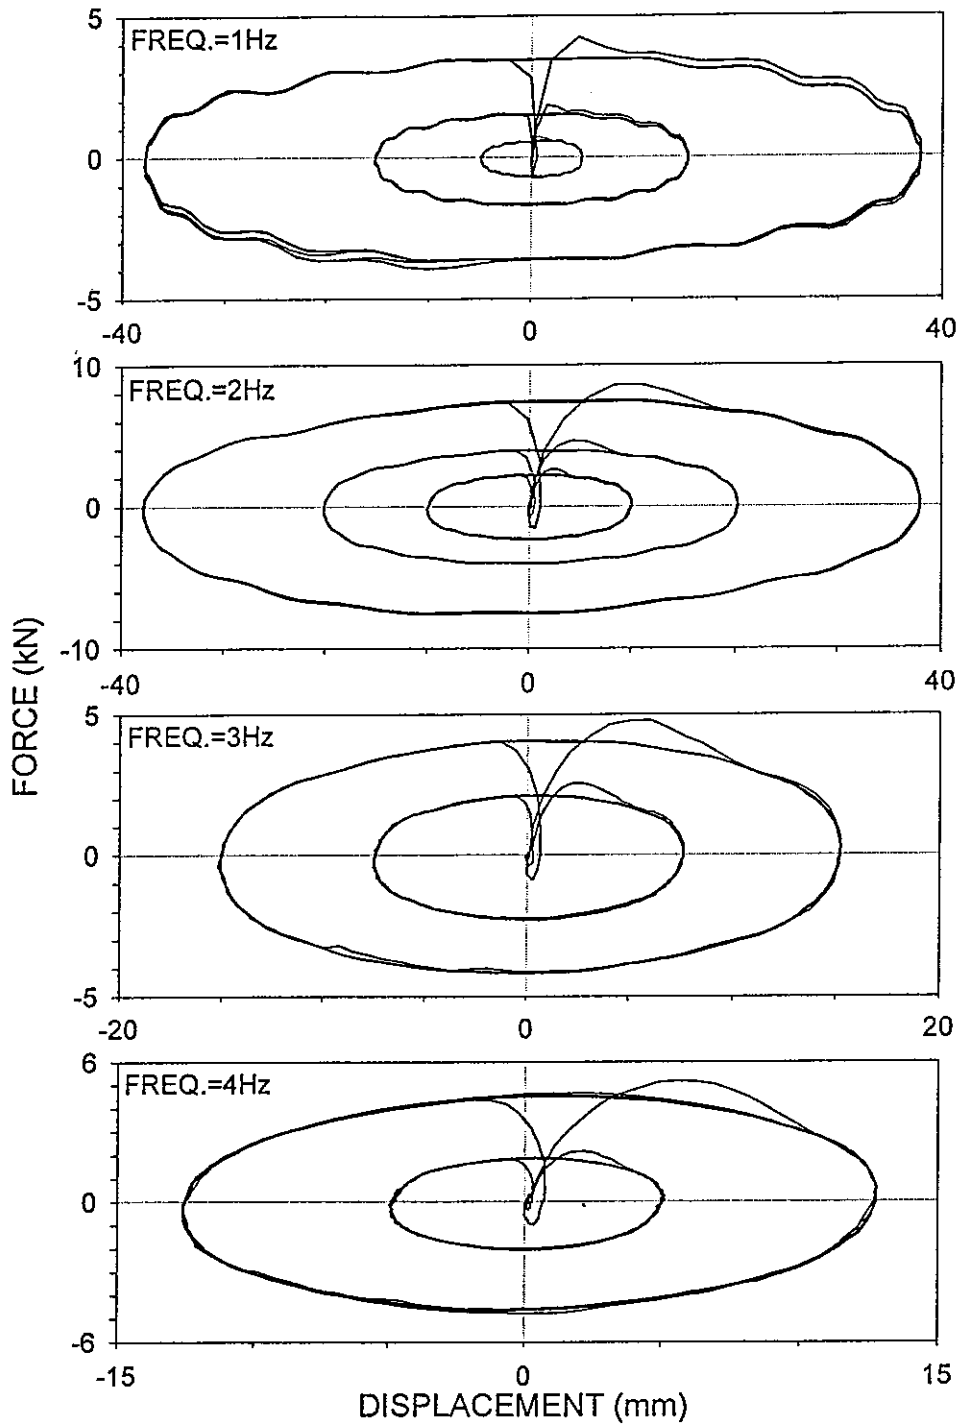 5
FREQ.=1Hz
0
-5
-40 0 40
10
FREQ.=2Hz
0
-10
-40 0 40
FORCE (kN)
5
FREQ.=3Hz
0
-5
-20 0 20
6
FREQ.=4Hz
0
-6
-15 0 15
DISPLACEMENT (mm)